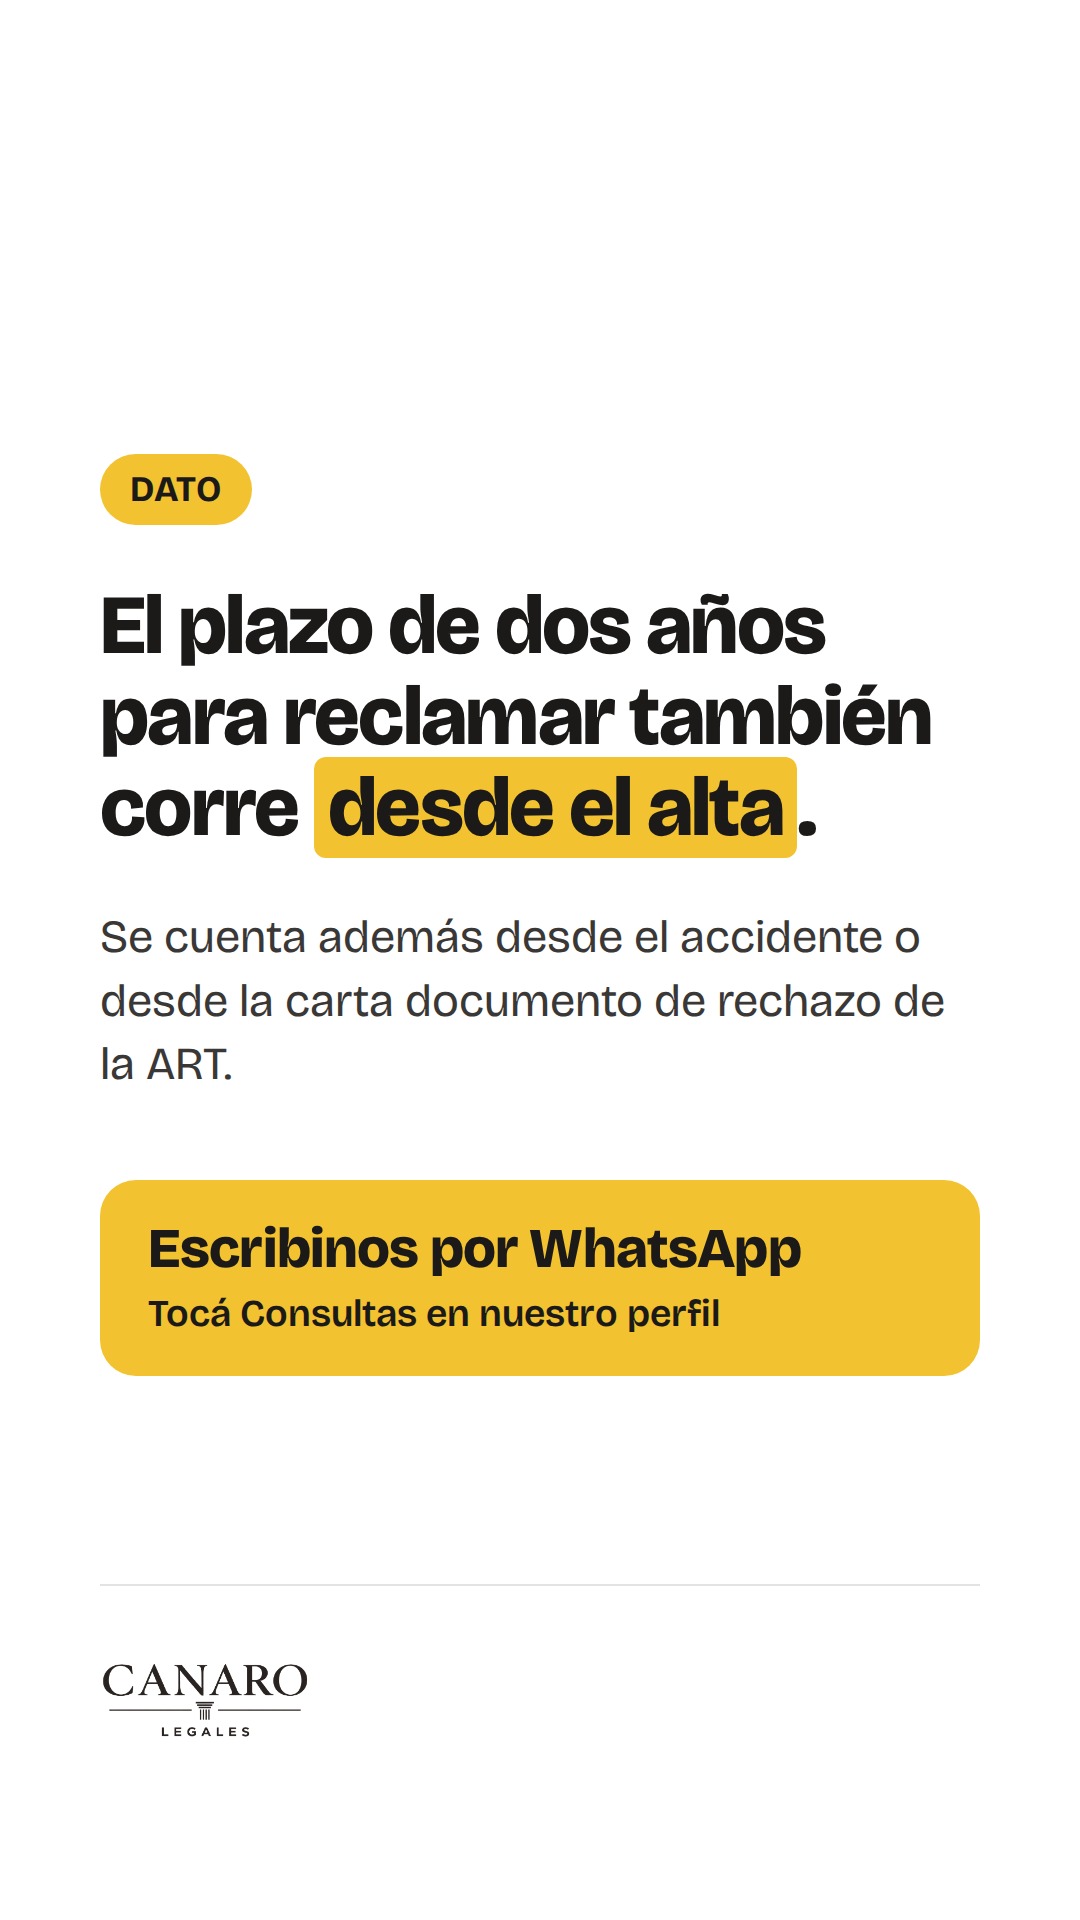 DATO
El plazo de dos años
para reclamar también
corre desde el alta.
Se cuenta además desde el accidente o
desde la carta documento de rechazo de
la ART.
Escribinos por WhatsApp
Tocá Consultas en nuestro perfil
CANARO
LEGALES